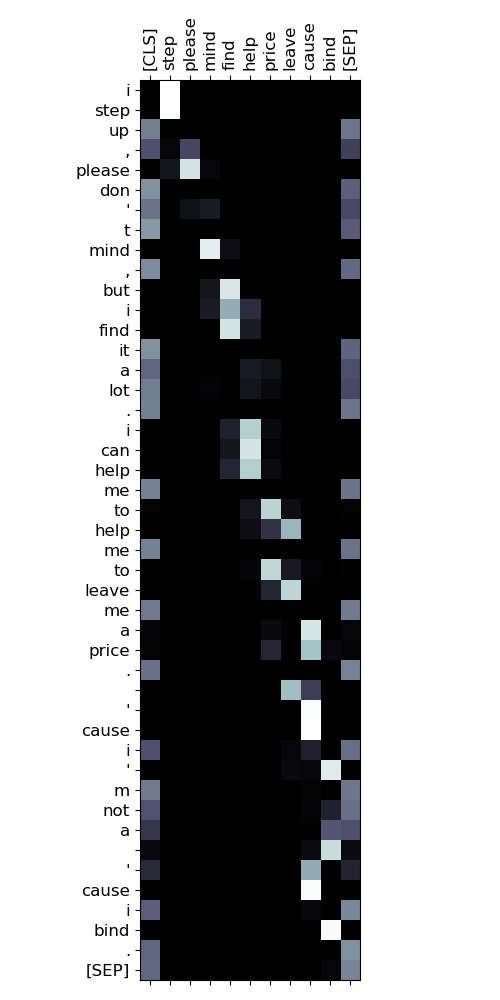 [CLS] step please mind find help price leave cause bind [SEP]
i
step
up
,
please
don
'
t
mind
,
but
i
find
it
a
lot
.
i
can
help
me
to
help
me
to
leave
me
a
price
.
'
cause
i
'
m
not
a
'
cause
i
bind
.
[SEP]